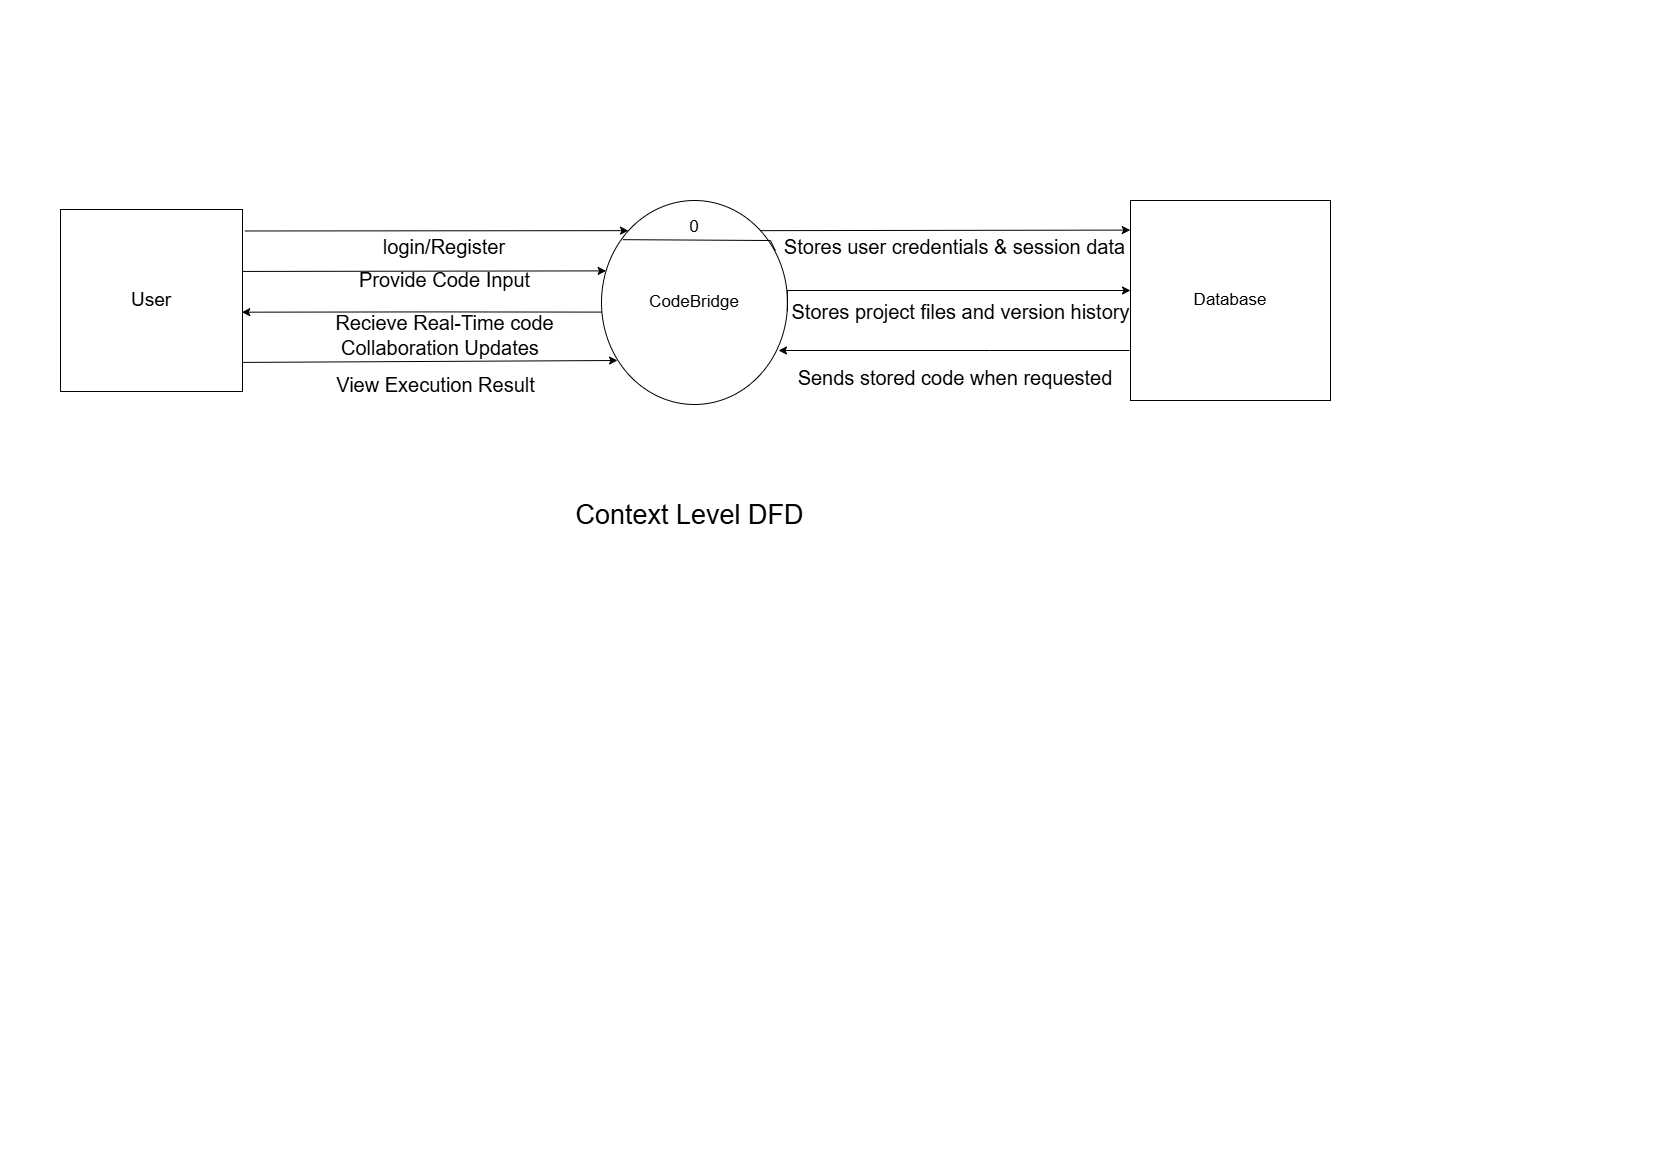 0
login/Register
Stores user credentials & session data
Provide Code Input
User
CodeBridge
Database
Stores project files and version history
Recieve Real-Time code
Collaboration Updates
Sends stored code when requested
View Execution Result
Context Level DFD